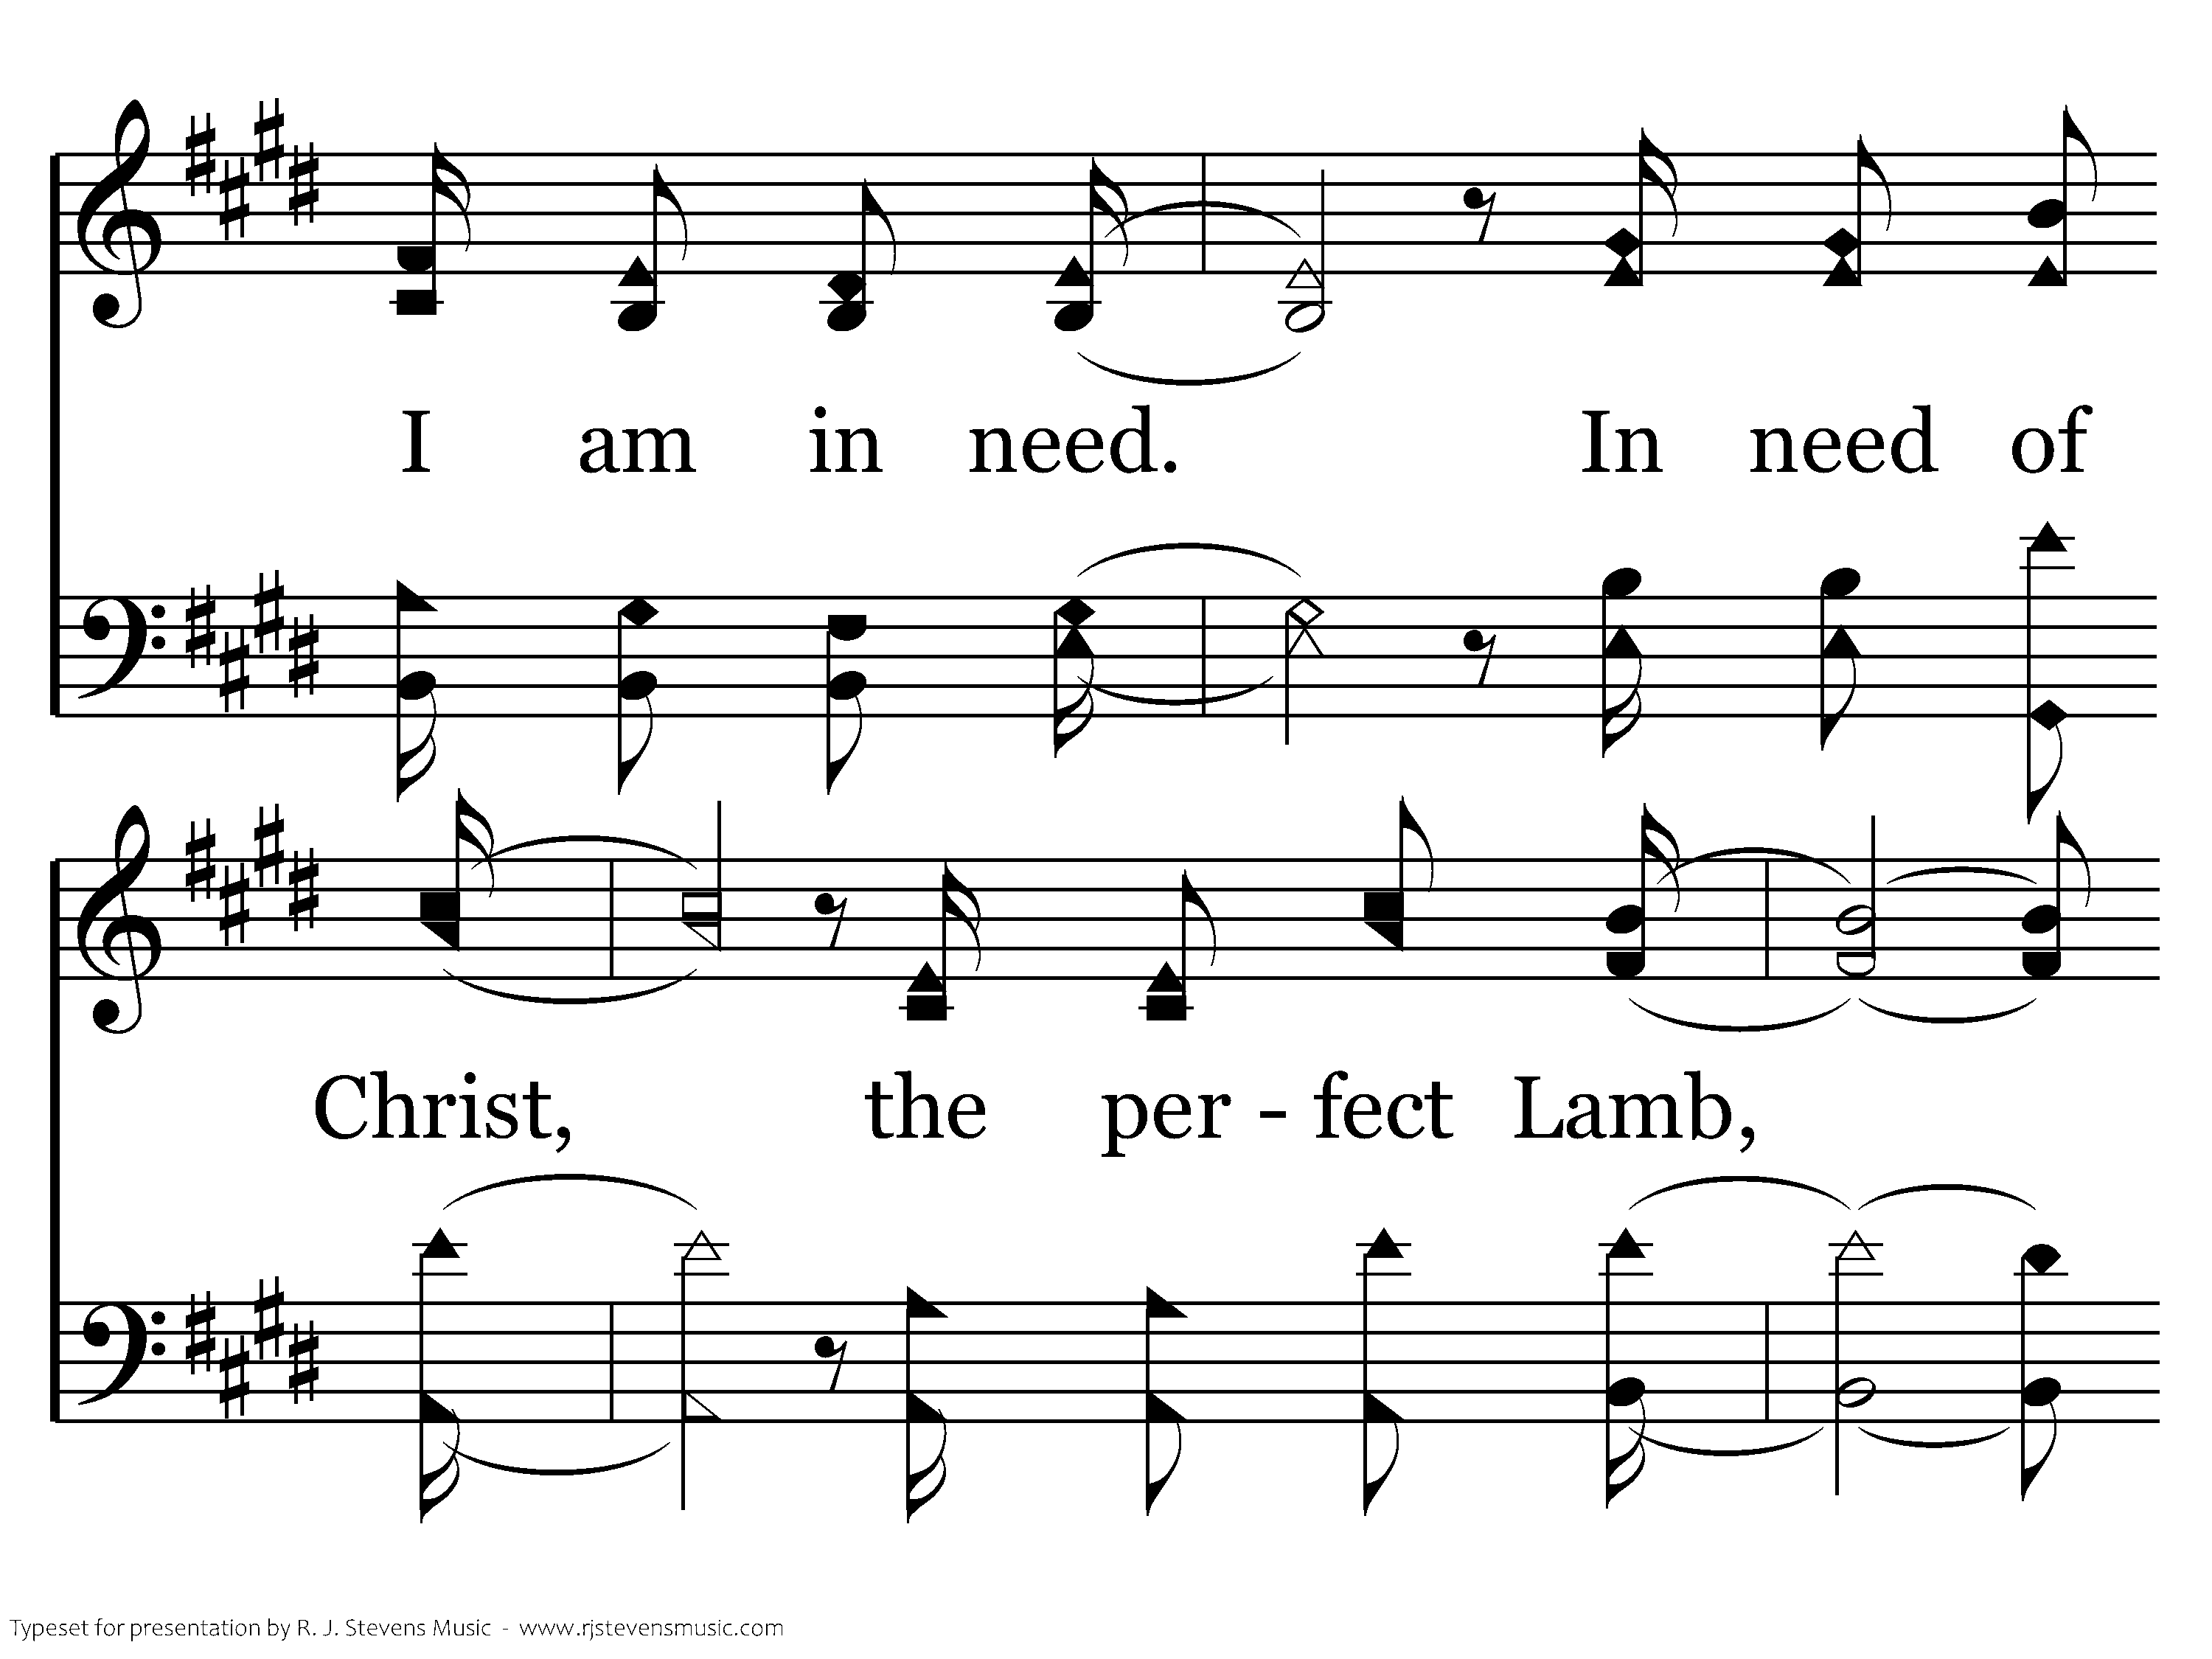 I am in need. In need of
Christ, the per - fect Lamb,
Typeset for presentation by R. J. Stevens Music - www.rjstevensmusic.com